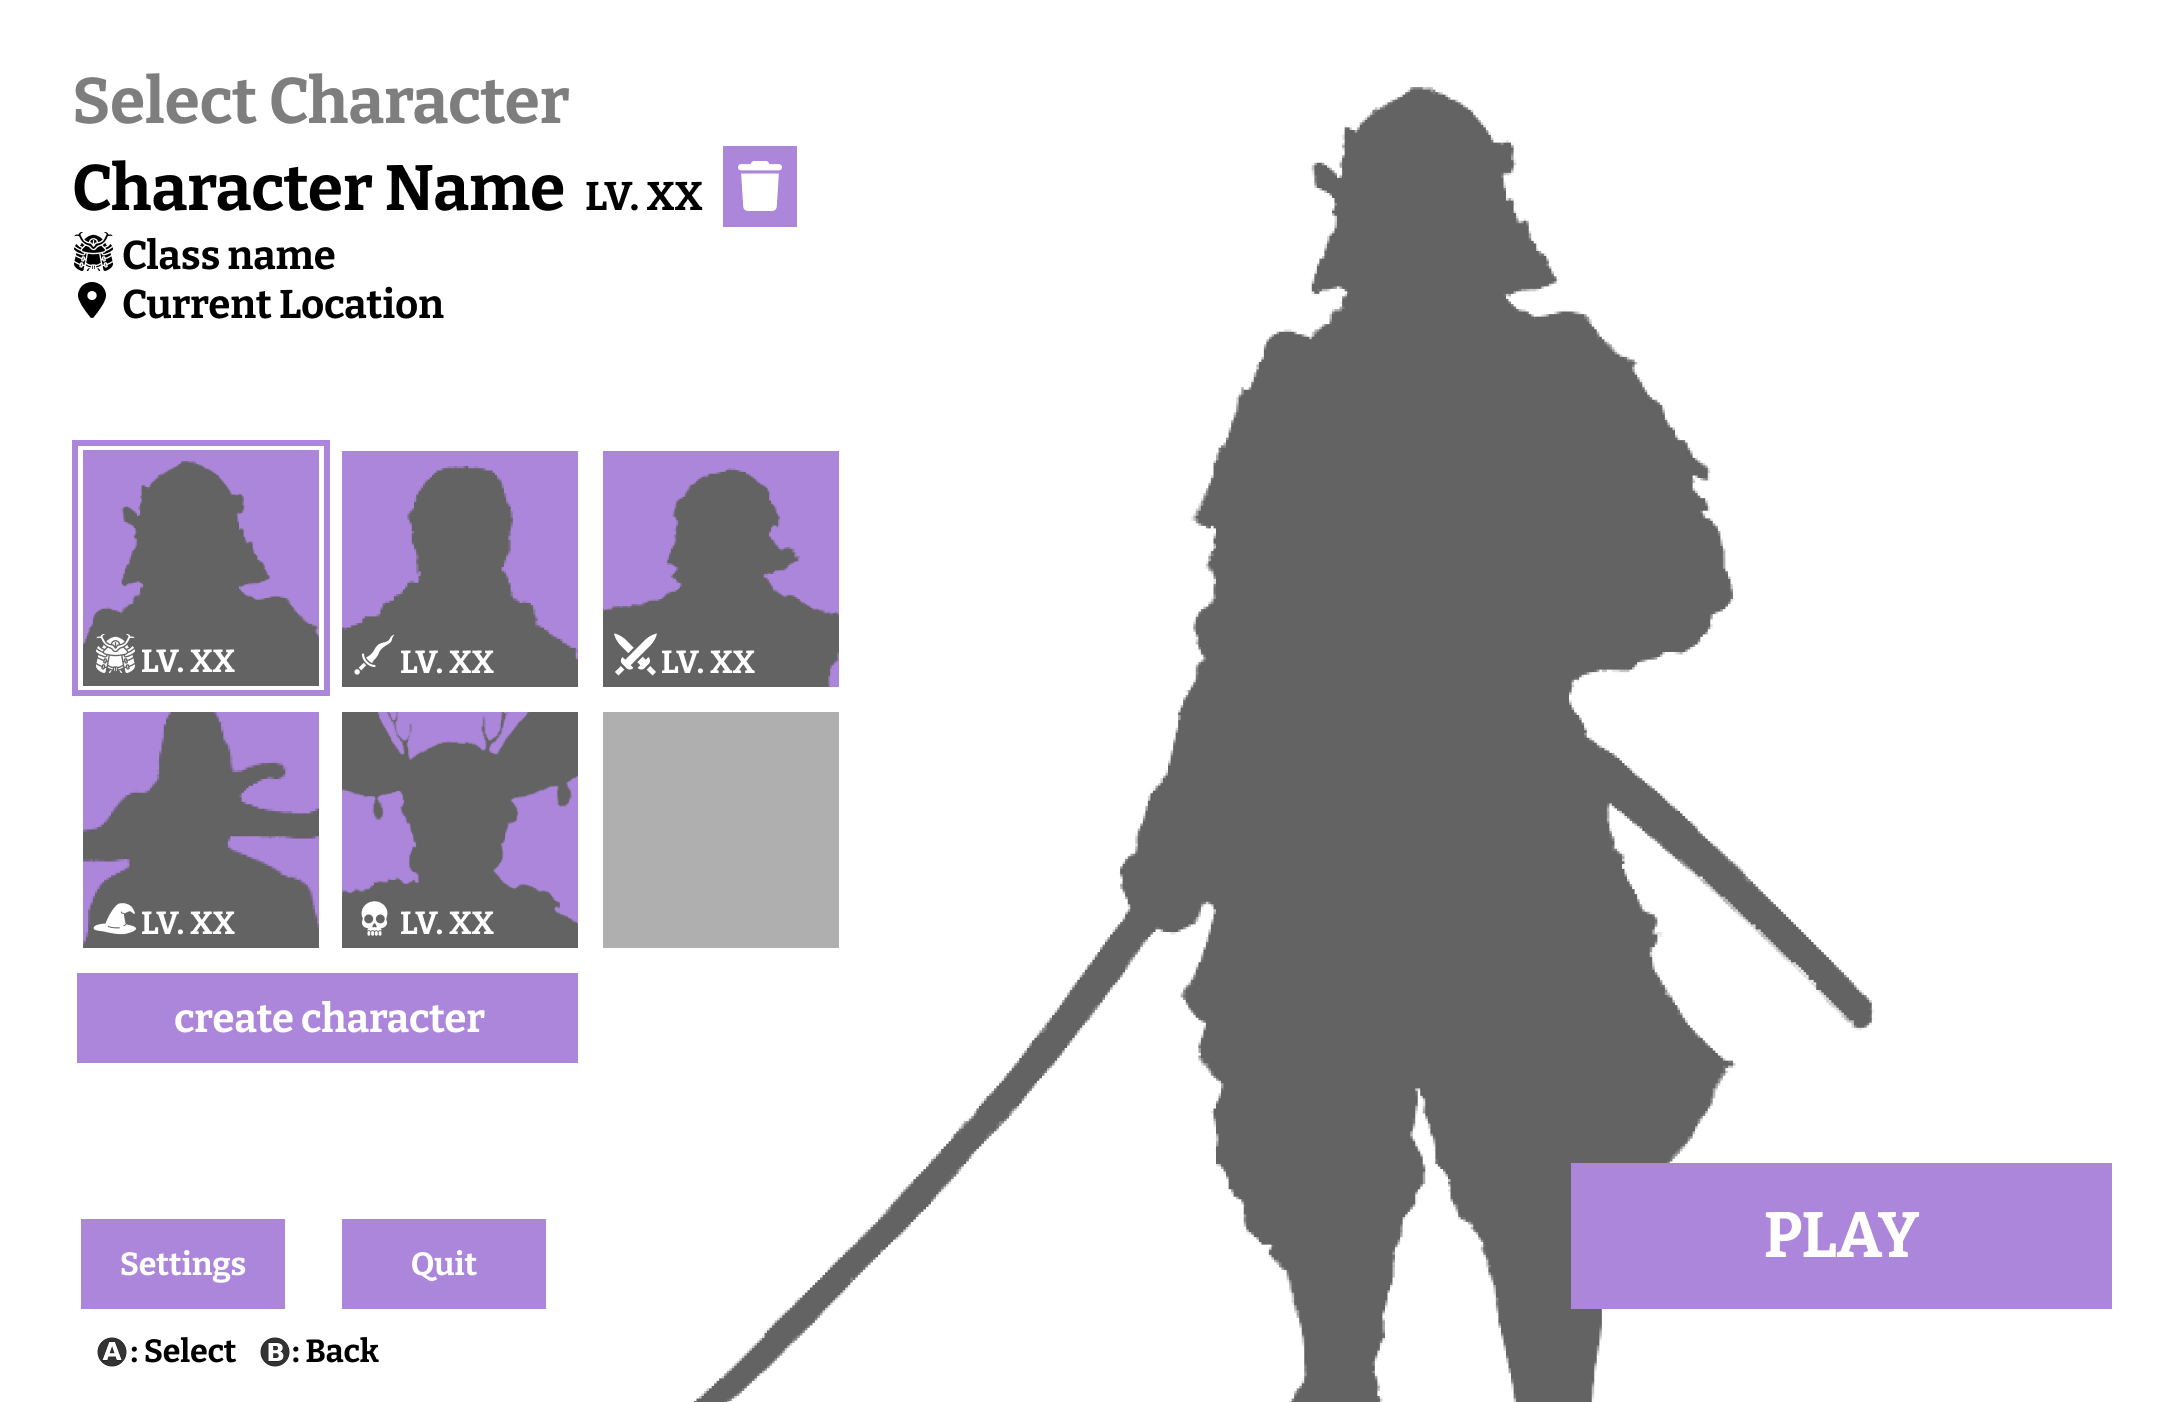 Select Character
Character Name LV. XX
Class name
Current Location
LV. XX
LV. XX
LV. XX
LV. XX
LV. XX
create character
Settings
Quit
PLAY
A: Select B: Back